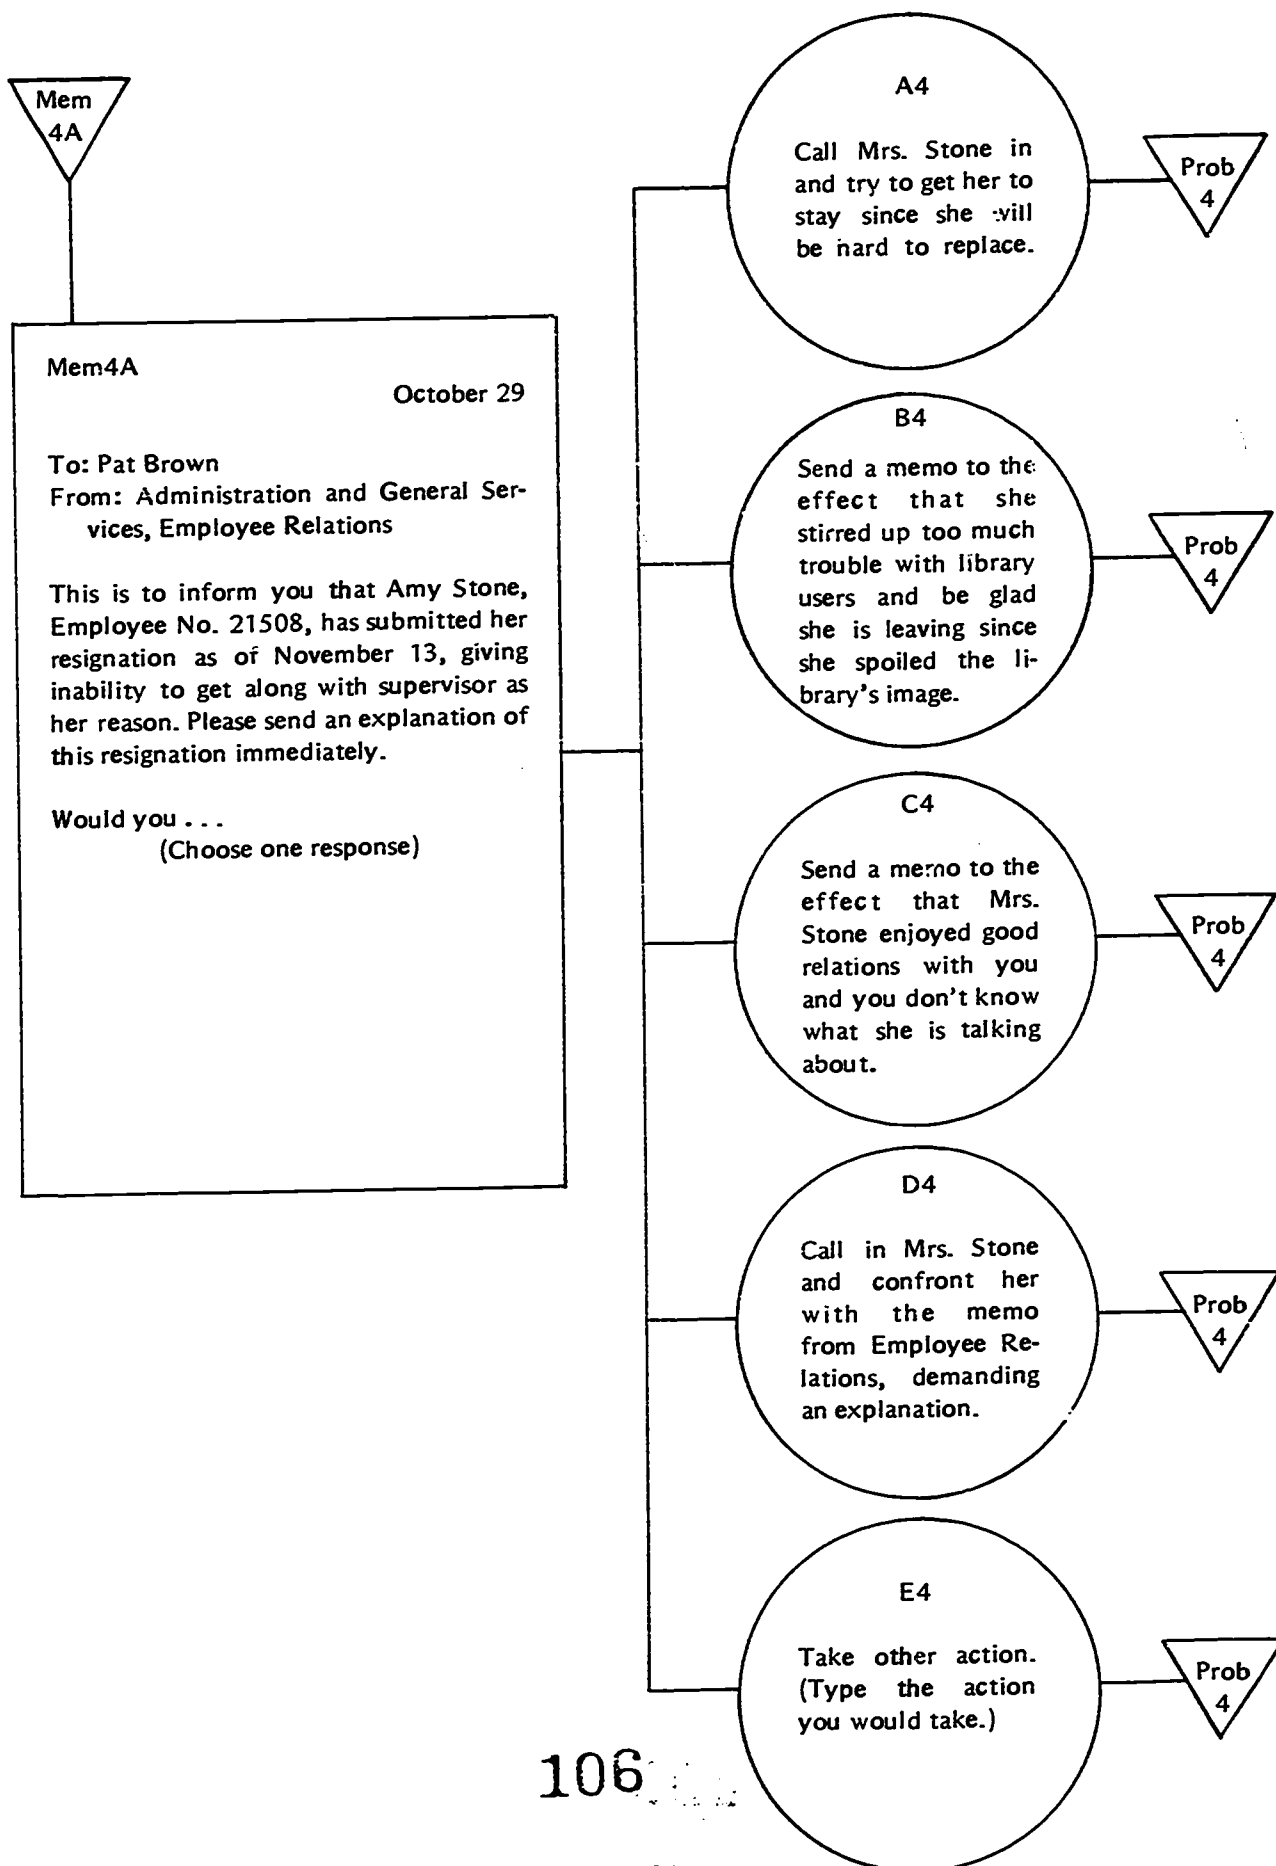 Mem
4A
Mem4A
October 29
To: Pat Brown
From: Administration and General Ser-
vices, Employee Relations
This is to inform you that Amy Stone,
Employee No. 21508, has submitted her
resignation as of November 13, giving
inability to get along with supervisor as
her reason. Please send an explanation of
this resignation immediately.
Would you . . .
(Choose one response)
A4
Call Mrs. Stone in
and try to get her to
stay since she will
be hard to replace.
Prob
4
B4
Send a memo to the
effect that she
stirred up too much
trouble with library
users and be glad
she is leaving since
she spoiled the li-
brary's image.
Prob
4
C4
Send a memo to the
effect that Mrs.
Stone enjoyed good
relations with you
and you don't know
what she is talking
about.
Prob
4
D4
Call in Mrs. Stone
and confront her
with the memo
from Employee Re-
lations, demanding
an explanation.
Prob
4
E4
Take other action.
(Type the action
you would take.)
Prob
4
106